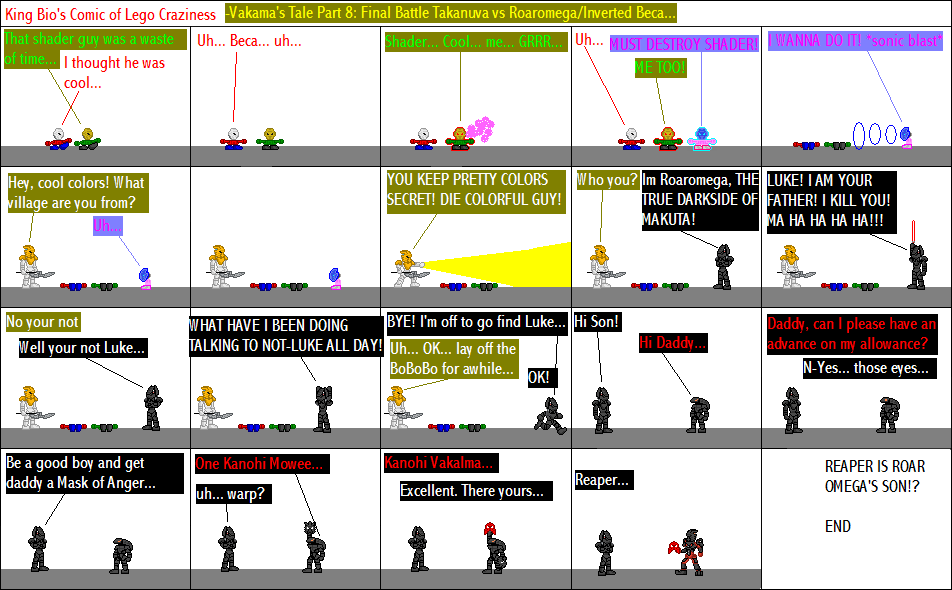 King Bio's Comic of Lego Craziness
-Vakama's Tale Part 8: Final Battle Takanuva vs Roaromega/Inverted Beca...
That shader guy was a waste
of time...
I thought he was
cool...
Uh... Beca... uh...
Shader... Cool... me... GRRR...
Uh...
MUST DESTROY SHADER!
ME TOO!
I WANNA DO IT! *sonic blast*
Hey, cool colors! What
village are you from?
Uh...
YOU KEEP PRETTY COLORS
SECRET! DIE COLORFUL GUY!
Who you?
Im Roaromega, THE
TRUE DARKSIDE OF
MAKUTA!
LUKE! I AM YOUR
FATHER! I KILL YOU!
MA HA HA HA HA!!!
No your not
Well your not Luke...
WHAT HAVE I BEEN DOING
TALKING TO NOT-LUKE ALL DAY!
BYE! I'm off to go find Luke...
Uh... OK... lay off the
BoBoBo for awhile...
OK!
Hi Son!
Hi Daddy...
Daddy, can I please have an
advance on my allowance?
N-Yes... those eyes...
Be a good boy and get
daddy a Mask of Anger...
One Kanohi Mowee...
uh... warp?
Kanohi Vakalma...
Excellent. There yours...
Reaper...
REAPER IS ROAR
OMEGA'S SON!?
END